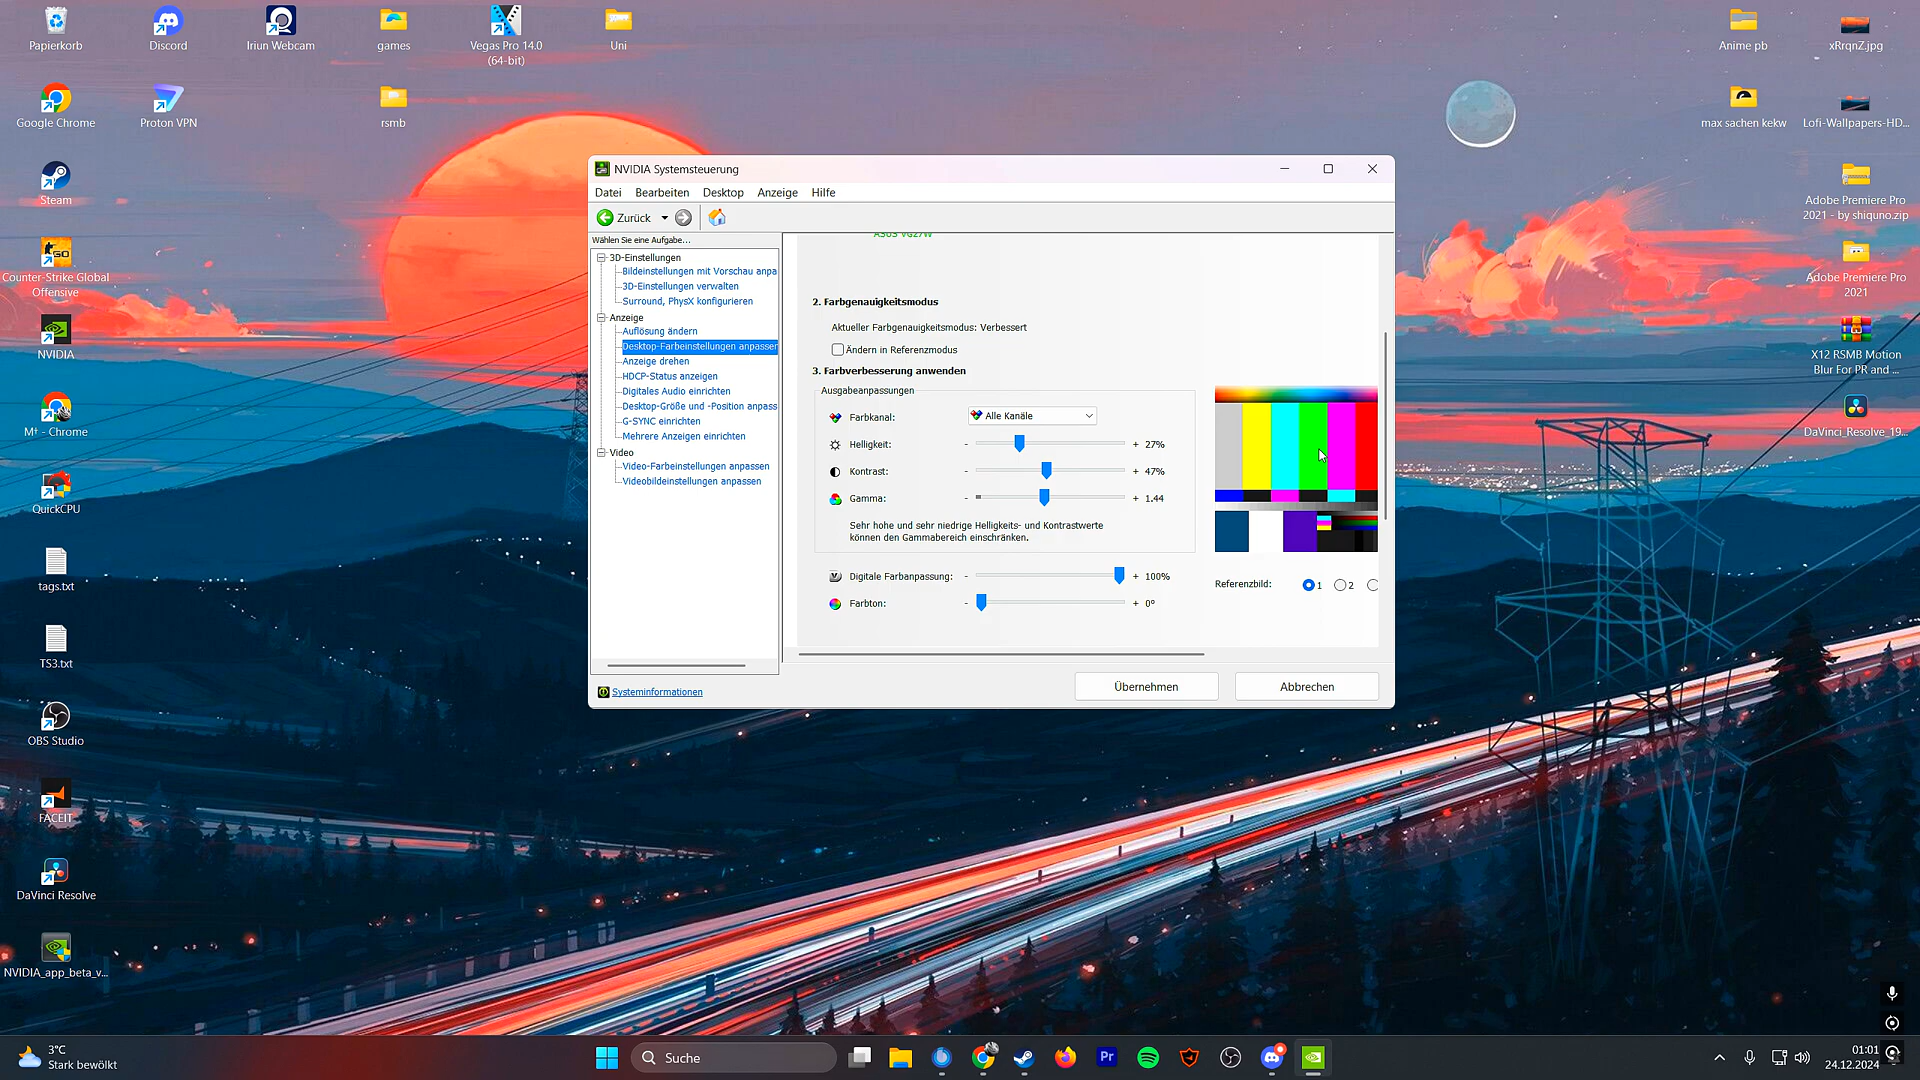 Papierkorb
Discord
Iriun Webcam
games
Vegas Pro 14.0
(64-bit)
Uni
Anime pb
xRrqnZ.jpg
Google Chrome
Proton VPN
rsmb
max sachen kekw
Lofi-Wallpapers-HD...
Steam
Adobe Premiere Pro
2021 - by shiquno.zip
Counter-Strike Global
Offensive
Adobe Premiere Pro
2021
NVIDIA
X12 RSMB Motion
Blur For PR and ...
M† - Chrome
DaVinci_Resolve_19...
QuickCPU
tags.txt
TS3.txt
OBS Studio
FACEIT
DaVinci Resolve
NVIDIA_app_beta_v...
NVIDIA Systemsteuerung
Datei Bearbeiten Desktop Anzeige Hilfe
Zurück
Wählen Sie eine Aufgabe...
3D-Einstellungen
Bildeinstellungen mit Vorschau anpa
3D-Einstellungen verwalten
Surround, PhysX konfigurieren
Anzeige
Auflösung ändern
Desktop-Farbeinstellungen anpassen
Anzeige drehen
HDCP-Status anzeigen
Digitales Audio einrichten
Desktop-Größe und -Position anpass
G-SYNC einrichten
Mehrere Anzeigen einrichten
Video
Video-Farbeinstellungen anpassen
Videobildeinstellungen anpassen
Systeminformationen
ASUS VG27W
2. Farbgenauigkeitsmodus
Aktueller Farbgenauigkeitsmodus: Verbessert
Ändern in Referenzmodus
3. Farbverbesserung anwenden
Ausgabeanpassungen
Farbkanal: Alle Kanäle
Helligkeit: - + 27%
Kontrast: - + 47%
Gamma: - + 1.44
Sehr hohe und sehr niedrige Helligkeits- und Kontrastwerte
können den Gammabereich einschränken.
Digitale Farbanpassung: - + 100%
Farbton: - + 0°
Referenzbild: 1 2
Übernehmen
Abbrechen
3°C
Stark bewölkt
Suche
01:01
24.12.2024